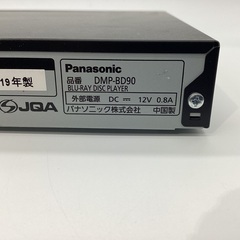 19年製
Panasonic
品番 DMP-BD90
BLU-RAY DISC PLAYER
外部電源 DC ⎓ 12V 0.8A
パナソニック株式会社 中国製
JQA